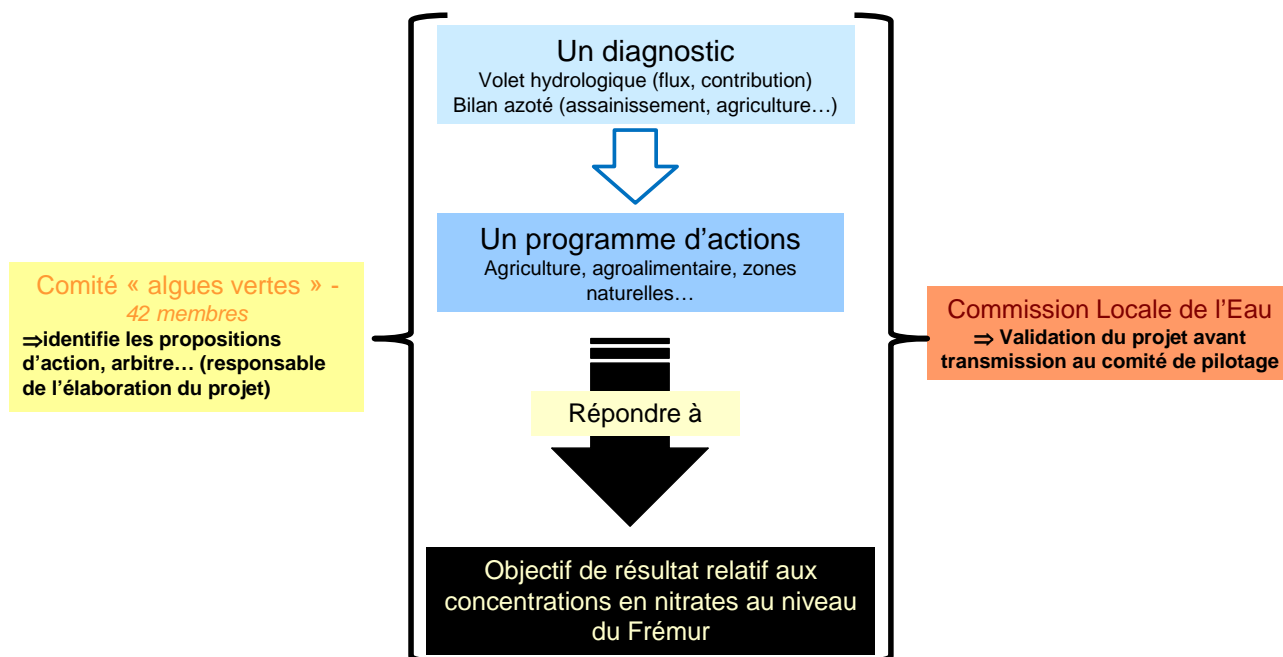 Un diagnostic
Volet hydrologique (flux, contribution)
Bilan azoté (assainissement, agriculture…)
Un programme d'actions
Agriculture, agroalimentaire, zones
naturelles…
Comité « algues vertes » -
42 membres
⇒identifie les propositions
d'action, arbitre… (responsable
de l'élaboration du projet)
Commission Locale de l'Eau
⇒ Validation du projet avant
transmission au comité de pilotage
Répondre à
Objectif de résultat relatif aux
concentrations en nitrates au niveau
du Frémur